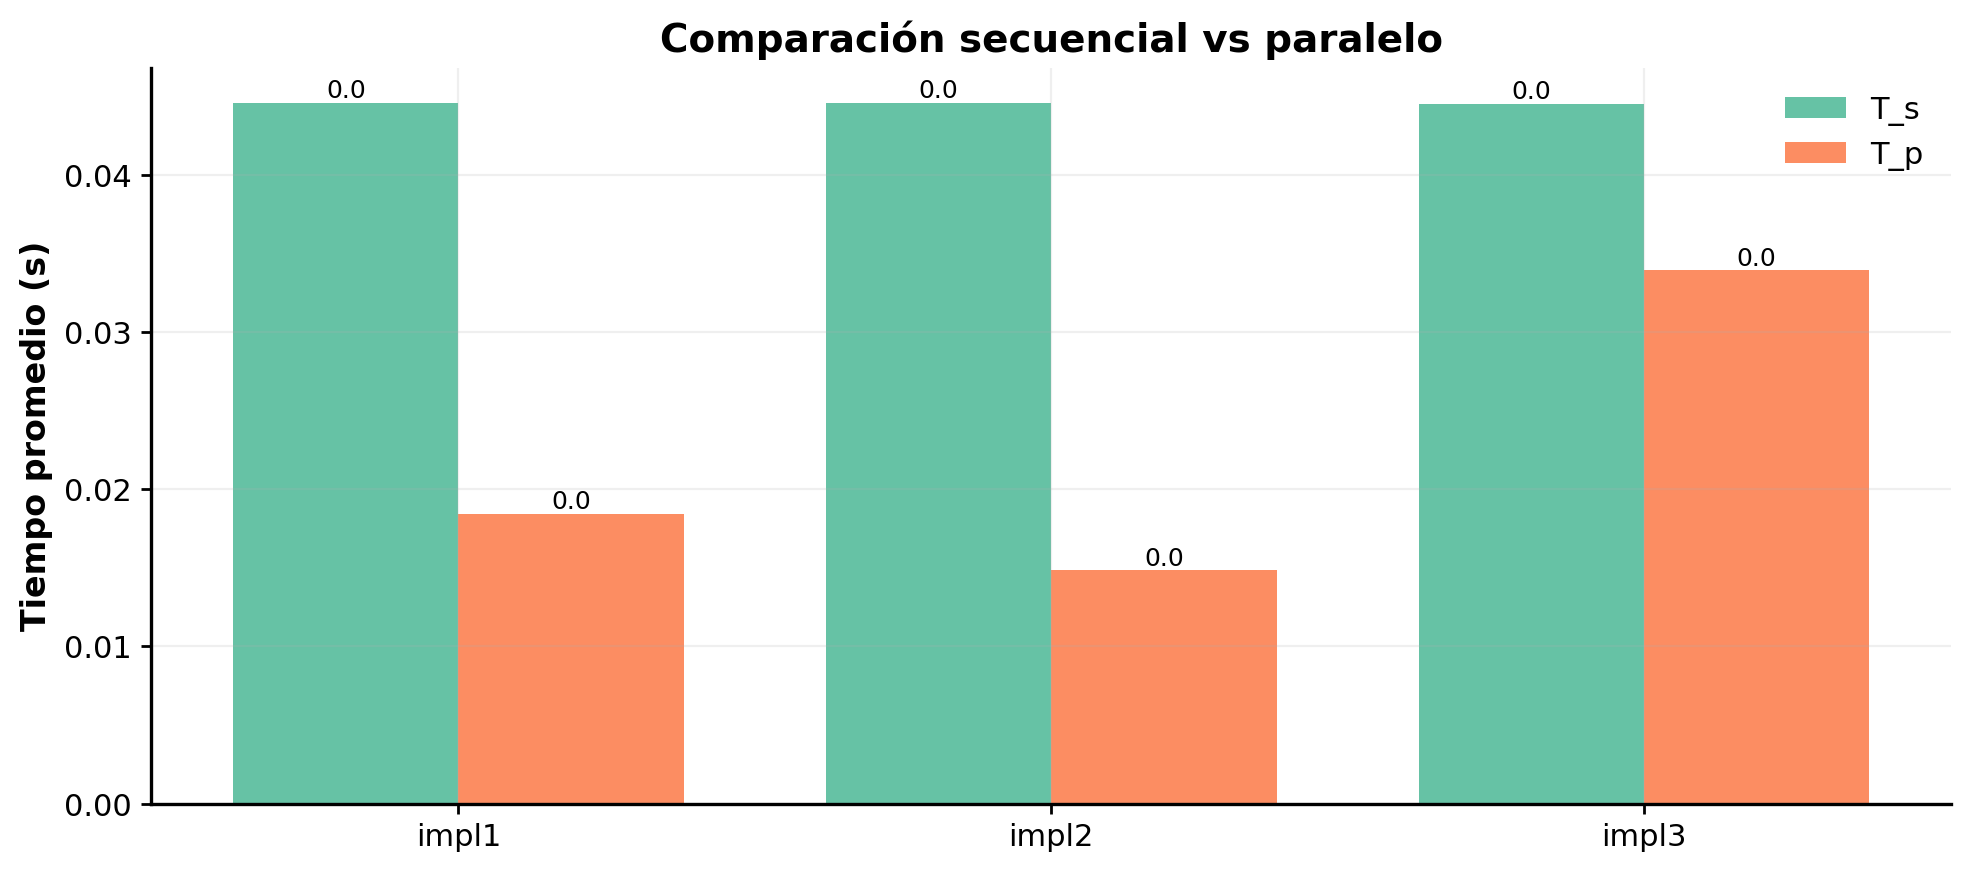 Comparación secuencial vs paralelo
0.0
0.0
0.0
T_s
T_p
0.04
0.0
0.03
0.02
0.0
0.0
0.01
0.00
Tiempo promedio (s)
impl1
impl2
impl3